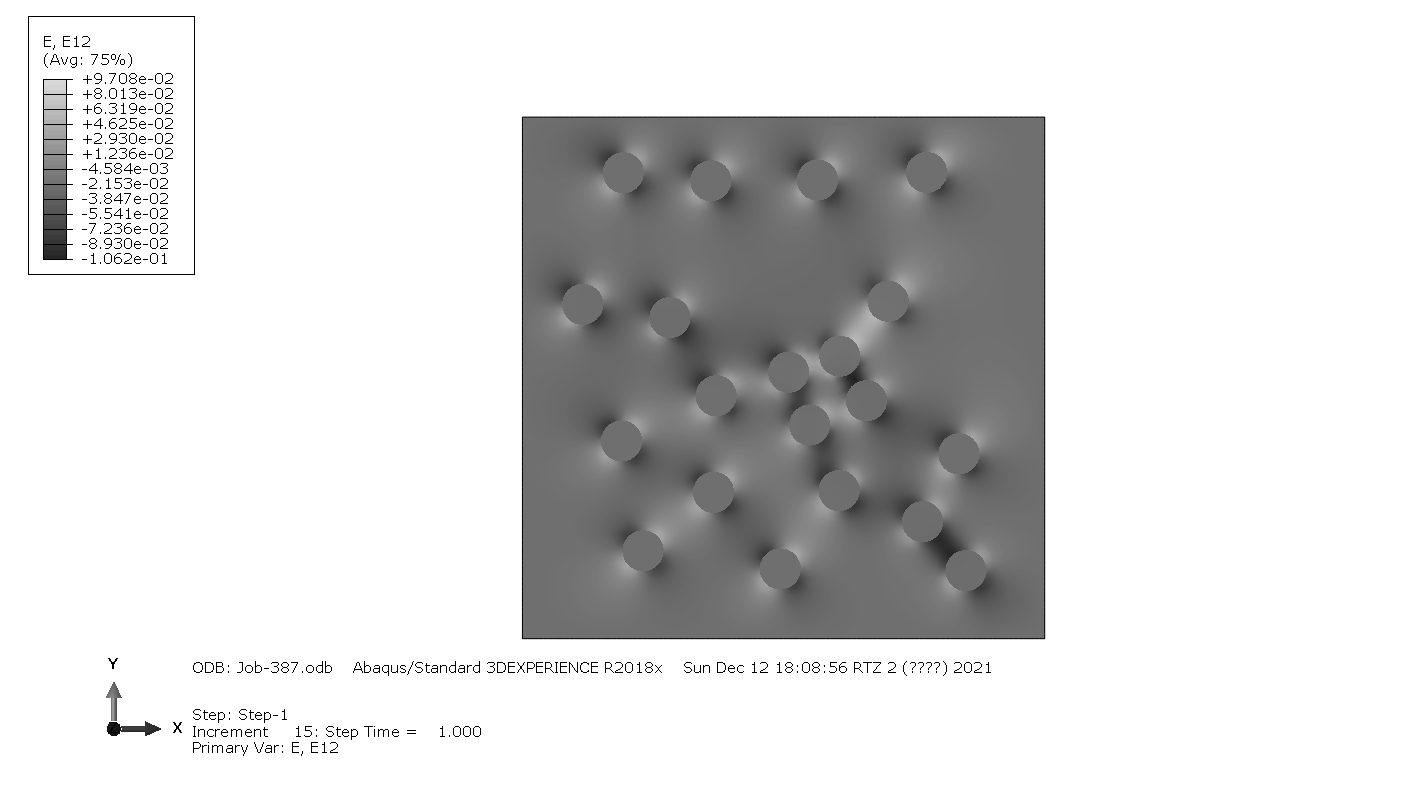 E, E12
(Avg: 75%)
+9.708e-02
+8.013e-02
+6.319e-02
+4.625e-02
+2.930e-02
+1.236e-02
-4.584e-03
-2.153e-02
-3.847e-02
-5.541e-02
-7.236e-02
-8.930e-02
-1.062e-01
Y
X
ODB: Job-387.odb Abaqus/Standard 3DEXPERIENCE R2018x Sun Dec 12 18:08:56 RTZ 2 (????) 2021
Step: Step-1
Increment 15: Step Time = 1.000
Primary Var: E, E12